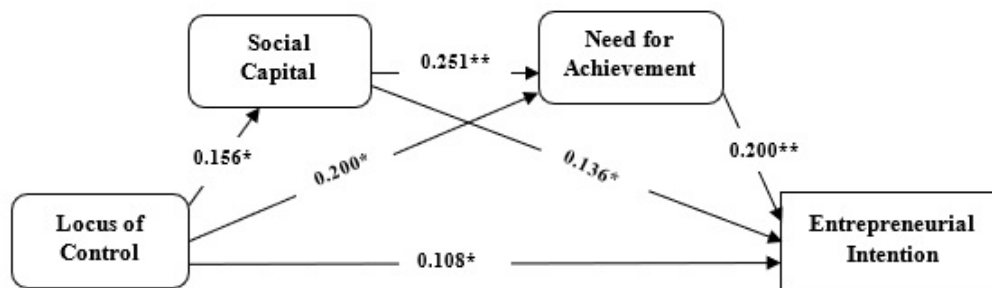 Social
Capital
0.251**
Need for
Achievement
0.156*
0.200*
0.136*
0.200**
Locus of
Control
0.108*
Entrepreneurial
Intention